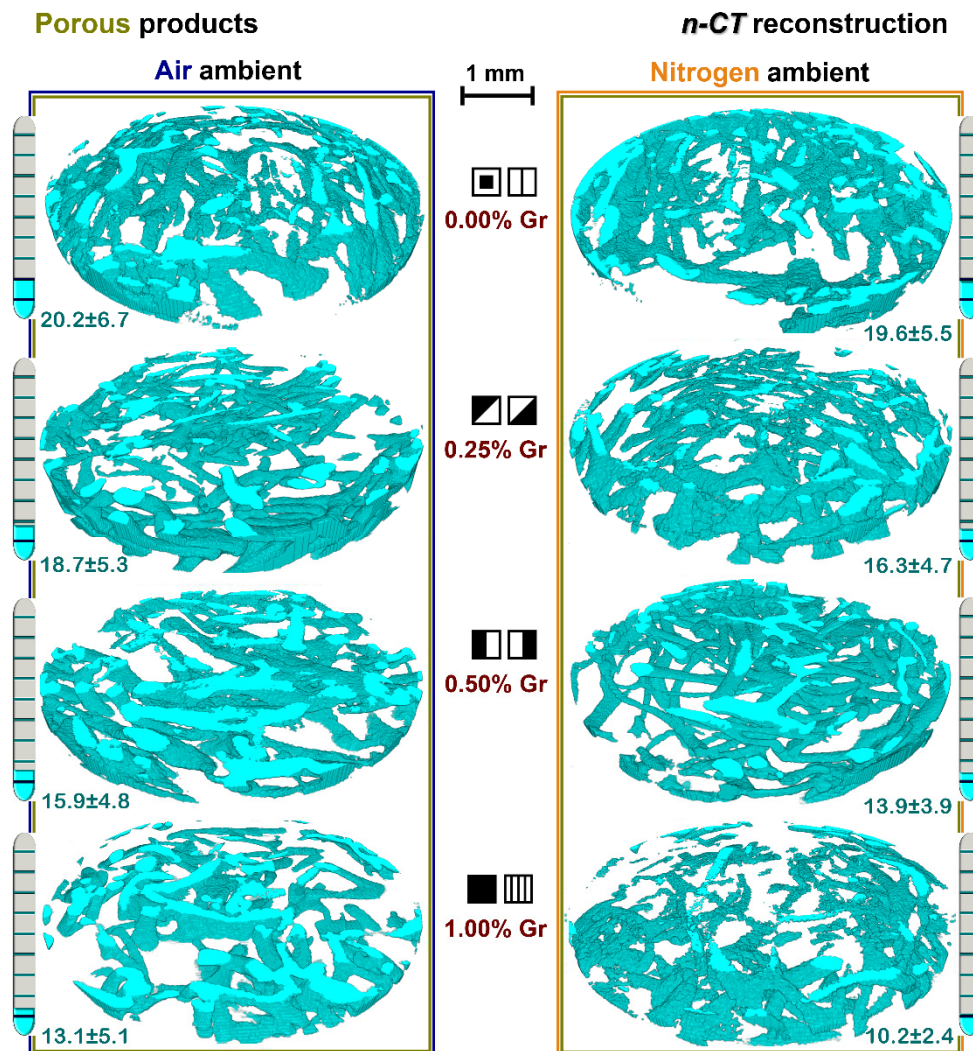 Porous products
n-CT reconstruction
Air ambient
1 mm
Nitrogen ambient
0.00% Gr
20.2±6.7
19.6±5.5
0.25% Gr
18.7±5.3
16.3±4.7
0.50% Gr
15.9±4.8
13.9±3.9
1.00% Gr
13.1±5.1
10.2±2.4